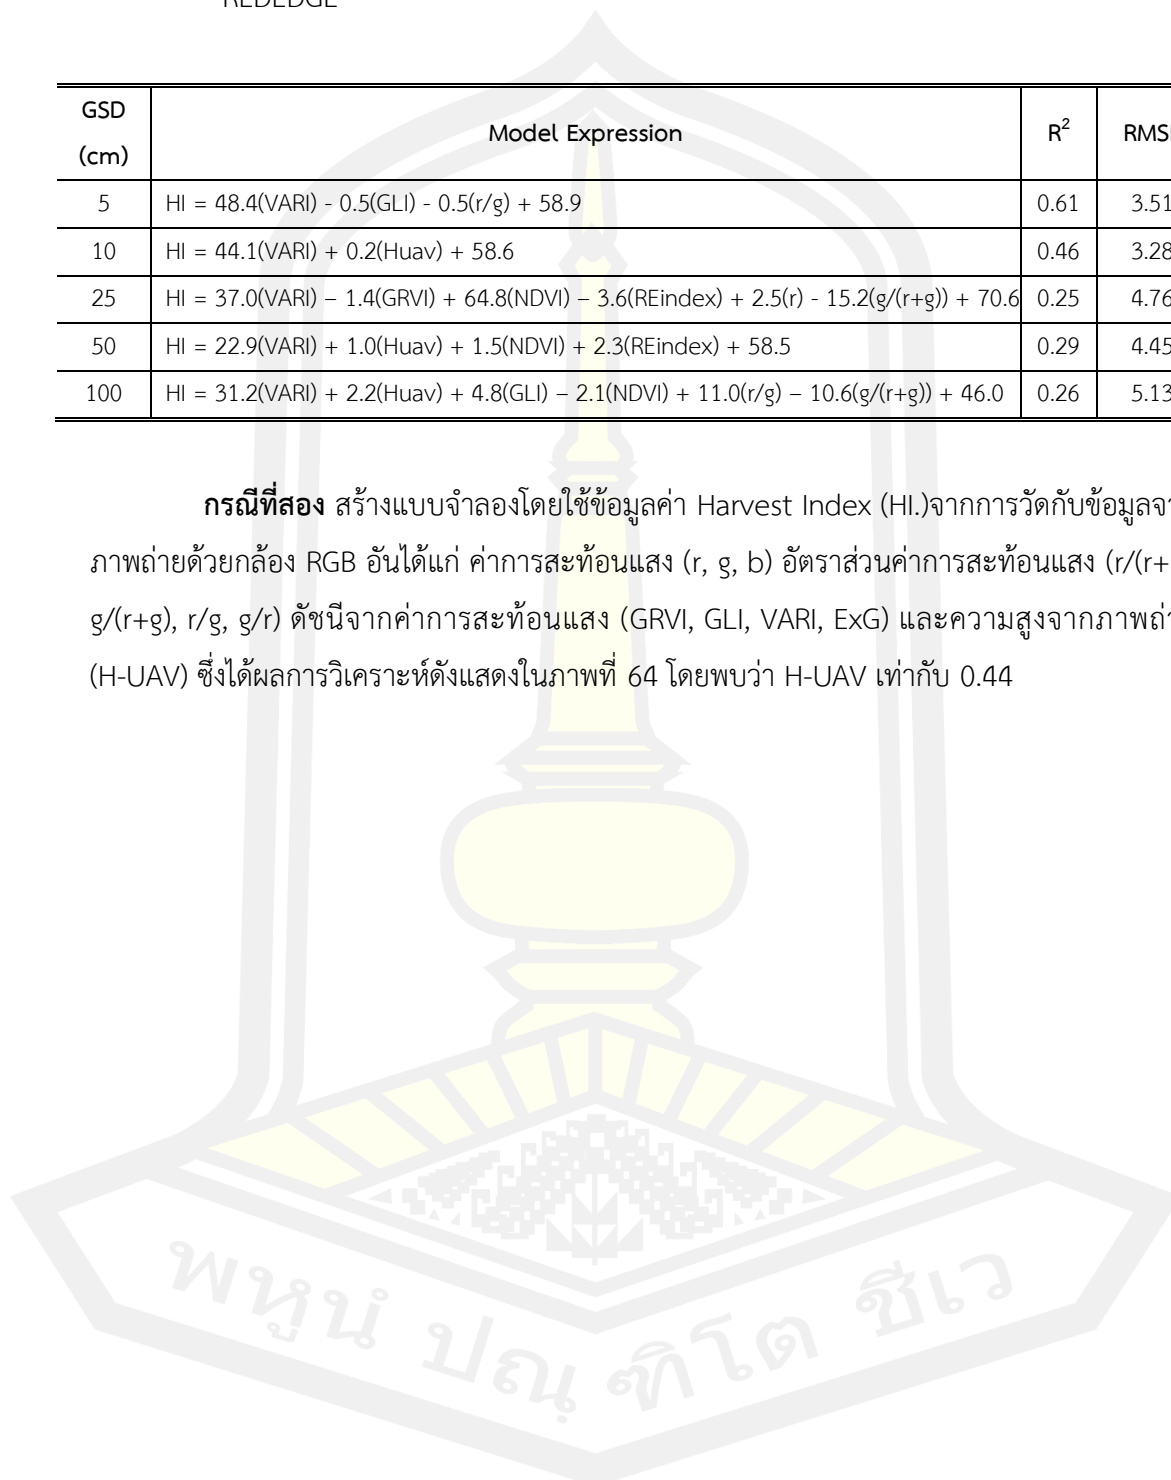 REDEDGE
GSD (cm) Model Expression R² RMSE
5 HI = 48.4(VARI) - 0.5(GLI) - 0.5(r/g) + 58.9 0.61 3.51
10 HI = 44.1(VARI) + 0.2(Huav) + 58.6 0.46 3.28
25 HI = 37.0(VARI) – 1.4(GRVI) + 64.8(NDVI) – 3.6(REindex) + 2.5(r) - 15.2(g/(r+g)) + 70.6 0.25 4.76
50 HI = 22.9(VARI) + 1.0(Huav) + 1.5(NDVI) + 2.3(REindex) + 58.5 0.29 4.45
100 HI = 31.2(VARI) + 2.2(Huav) + 4.8(GLI) – 2.1(NDVI) + 11.0(r/g) – 10.6(g/(r+g)) + 46.0 0.26 5.13
กรณีที่สอง สร้างแบบจำลองโดยใช้ข้อมูลค่า Harvest Index (HI.)จากการวัดกับข้อมูลจา
ภาพถ่ายด้วยกล้อง RGB อันได้แก่ ค่าการสะท้อนแสง (r, g, b) อัตราส่วนค่าการสะท้อนแสง (r/(r+
g/(r+g), r/g, g/r) ดัชนีจากค่าการสะท้อนแสง (GRVI, GLI, VARI, ExG) และความสูงจากภาพถ่า
(H-UAV) ซึ่งได้ผลการวิเคราะห์ดังแสดงในภาพที่ 64 โดยพบว่า H-UAV เท่ากับ 0.44
พหูนํ ปณฺฑิโต ชีเว